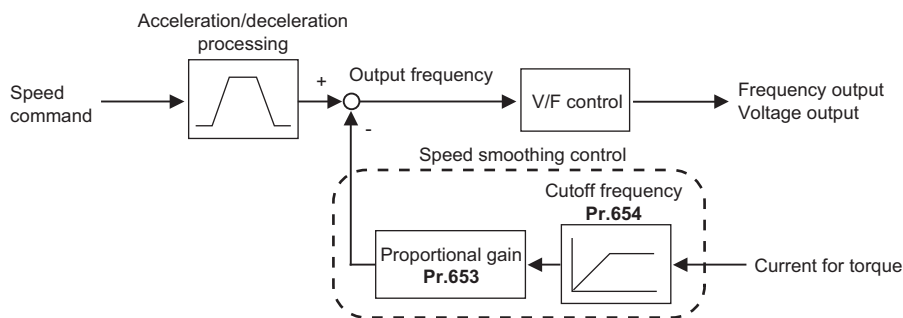 Acceleration/deceleration
processing
Speed
command
+
Output frequency
-
V/F control
Frequency output
Voltage output
Speed smoothing control
Cutoff frequency
Pr.654
Proportional gain
Pr.653
Current for torque